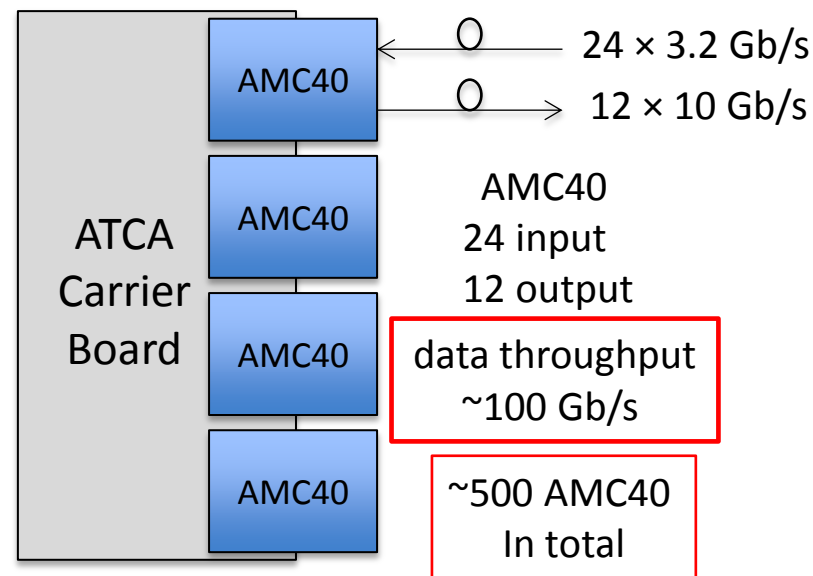 ATCA
Carrier
Board
AMC40
AMC40
AMC40
AMC40
24 × 3.2 Gb/s
12 × 10 Gb/s
AMC40
24 input
12 output
data throughput
~100 Gb/s
~500 AMC40
In total